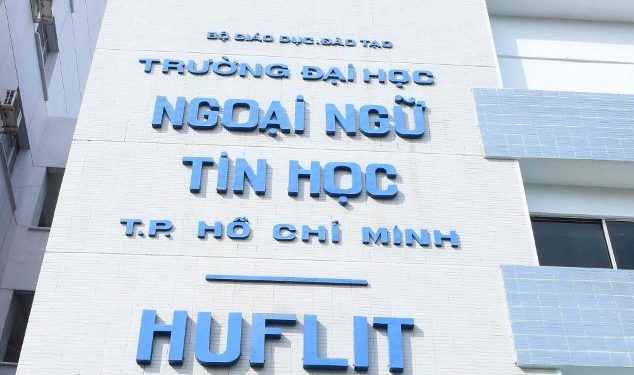 BỘ GIÁO DỤC.ĐÀO TẠO
TRƯỜNG ĐẠI HỌC
NGOẠI NGỮ
TIN HỌC
T.P. HỒ CHÍ MINH
HUFLIT